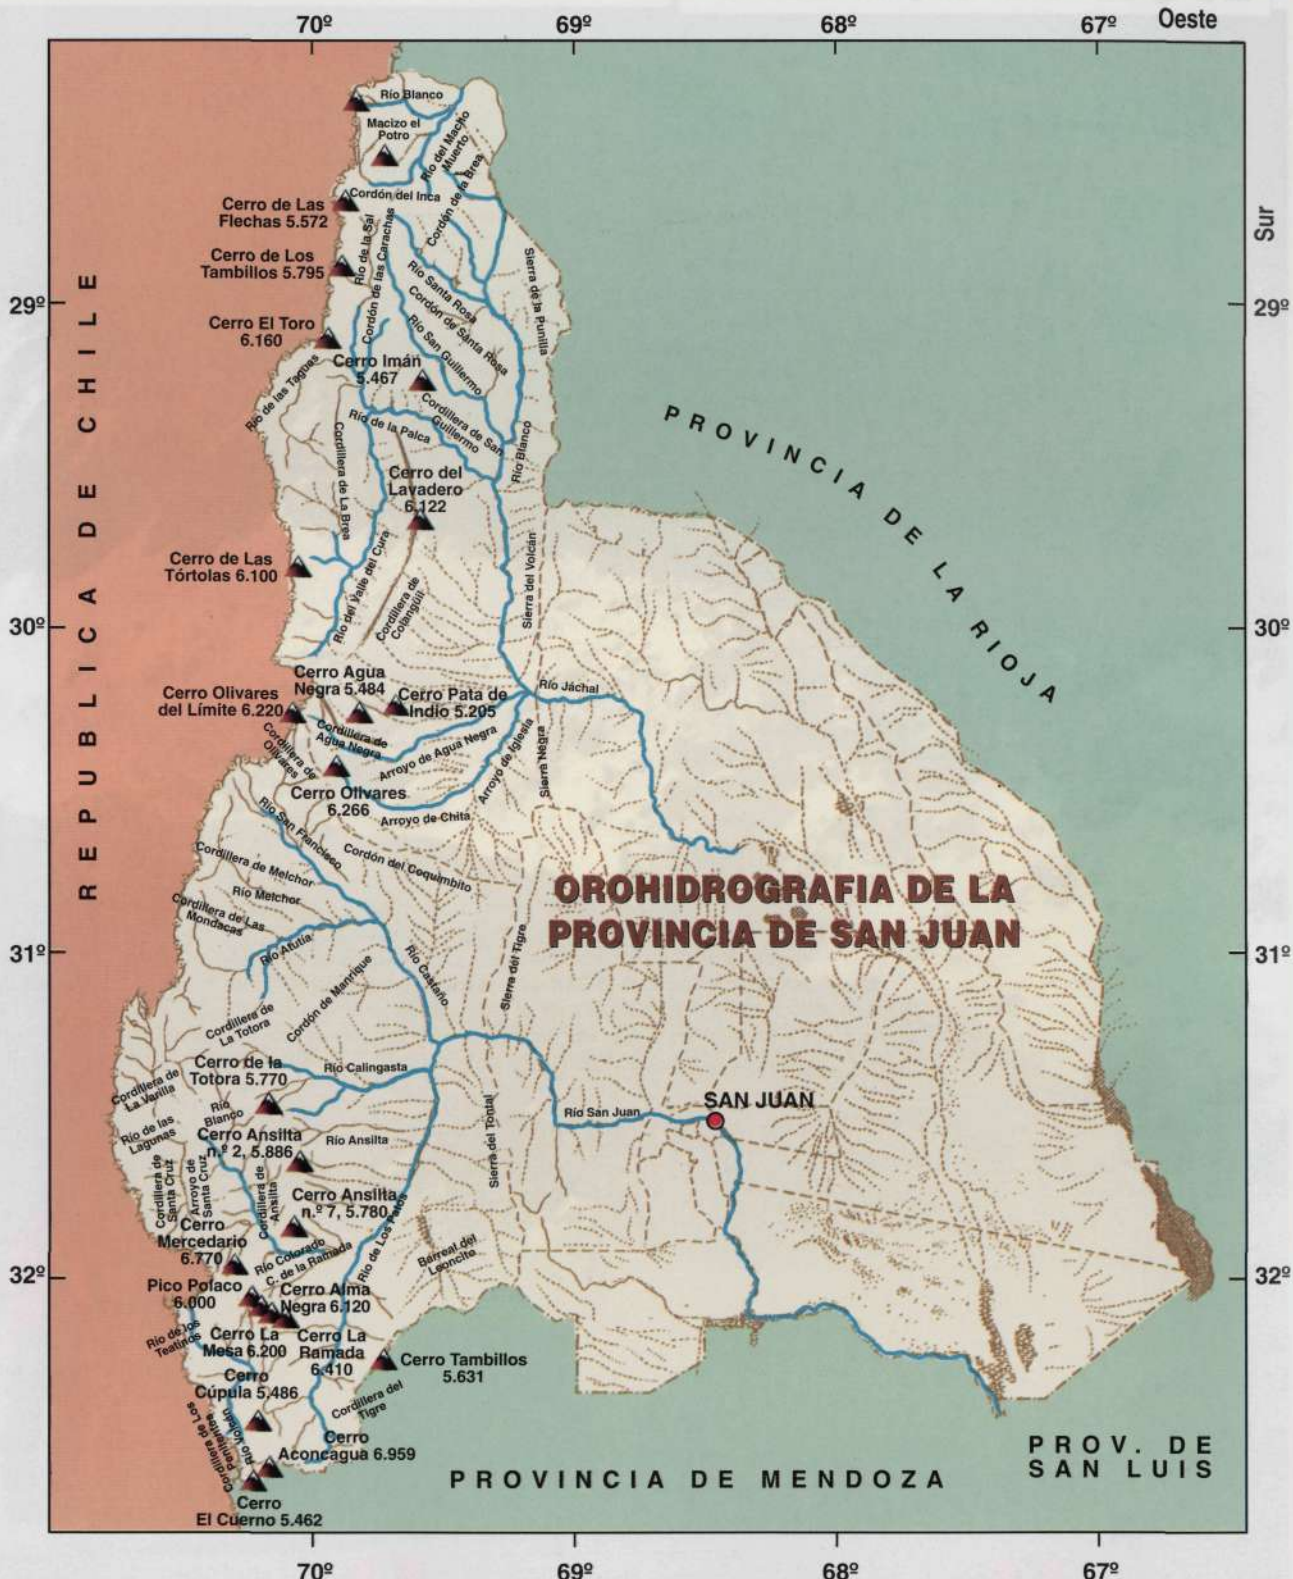 70º
69º
68º
67º
Oeste
Sur
29º
30º
31º
32º
29º
30º
31º
32º
70º
69º
68º
67º
REPUBLICA DE CHILE
PROVINCIA DE LA RIOJA
PROVINCIA DE MENDOZA
PROV. DE
SAN LUIS
OROHIDROGRAFIA DE LA
PROVINCIA DE SAN JUAN
SAN JUAN
Río Blanco
Macizo el
Potro
Río del Macho
Muerto
Cordón de la Brea
Cordón del Inca
Cerro de Las
Flechas 5.572
Río de la Sal
Cordón de las Carachas
Cerro de Los
Tambillos 5.795
Río Santa Rosa
Cordón de Santa Rosa
Sierra de la Punilla
Cerro El Toro
6.160
Río San Guillermo
Cerro Imán
5.467
Río de las Taguas
Cordillera de San
Guillermo
Río de la Palca
Río Blanco
Cordillera de La Brea
Cerro del
Lavadero
6.122
Cerro de Las
Tórtolas 6.100
Río del Valle del Cura
Cordillera de
Colangüil
Sierra del Volcán
Cerro Agua
Negra 5.484
Cerro Pata de
Indio 5.205
Río Jáchal
Cerro Olivares
del Límite 6.220
Cordillera de
Olivares
Cordillera de
Agua Negra
Arroyo de Agua Negra
Arroyo de Iglesia
Sierra Negra
Cerro Olivares
6.266
Arroyo de Chita
Río San Francisco
Cordón del Coquimbito
Cordillera de Melchor
Río Melchor
Cordillera de Las
Mondacas
Río Atutia
Río Castaño
Sierra del Tigre
Cordón de Manrique
Cordillera de
La Totora
Cerro de la
Totora 5.770
Río Calingasta
Cordillera de
La Varilla
Río
Blanco
Río de las
Lagunas
Río San Juan
Cerro Ansilta
n.º 2, 5.886
Río Ansilta
Sierra del Tontal
Cordillera de
Santa Cruz
Arroyo de
Santa Cruz
Cordillera de
Ansilta
Cerro Ansilta
n.º 7, 5.780
Río de Los Patos
Cerro
Mercedario
6.770
Río Colorado
C. de la Ramada
Barreal del
Leoncito
Pico Polaco
6.000
Cerro Alma
Negra 6.120
Río de los
Teatinos
Cerro La
Mesa 6.200
Cerro La
Ramada
6.410
Cerro Tambillos
5.631
Cerro
Cúpula 5.486
Cordillera del
Tigre
Cordillera de Los
Penitentes
Río Volcán
Cerro
Aconcagua 6.959
Cerro
El Cuerno 5.462